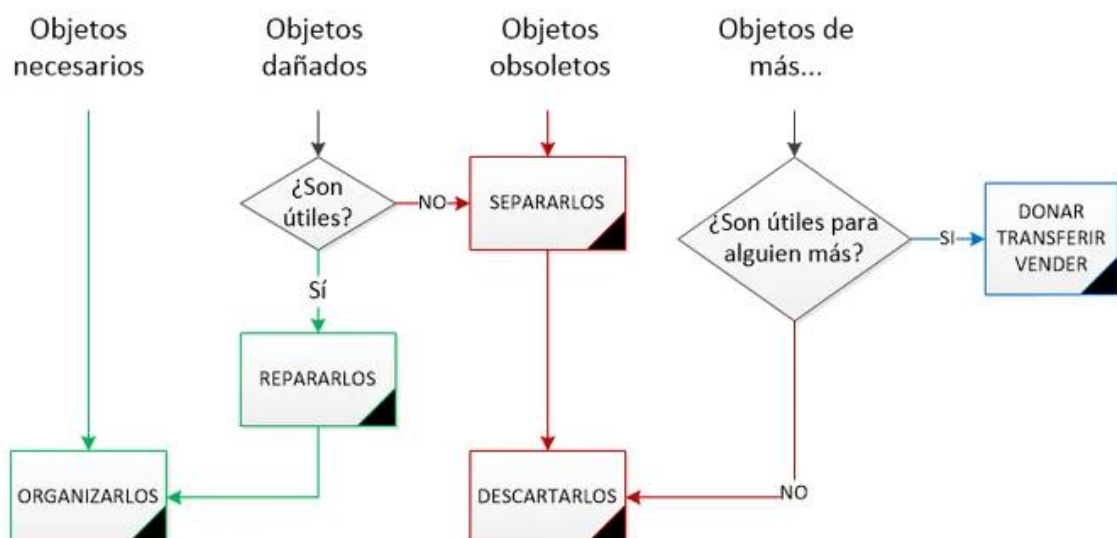 Objetos
necesarios
Objetos
dañados
Objetos
obsoletos
Objetos de
más...
¿Son
útiles?
NO
SEPARARLOS
¿Son útiles para
alguien más?
SI
DONAR
TRANSFERIR
VENDER
Sí
REPARARLOS
ORGANIZARLOS
DESCARTARLOS
NO